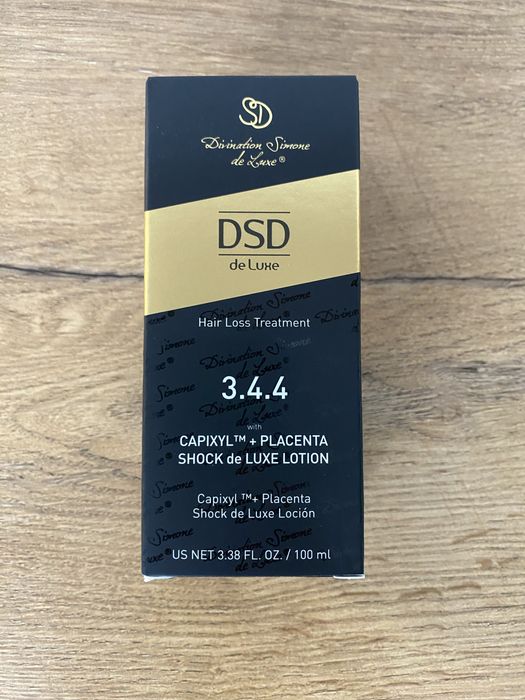 SD
Divination Simone
de Luxe®
DSD
de Luxe
Hair Loss Treatment
3.4.4
with
CAPIXYL™ + PLACENTA
SHOCK de LUXE LOTION
Capixyl ™+ Placenta
Shock de Luxe Loción
US NET 3.38 FL. OZ. / 100 ml